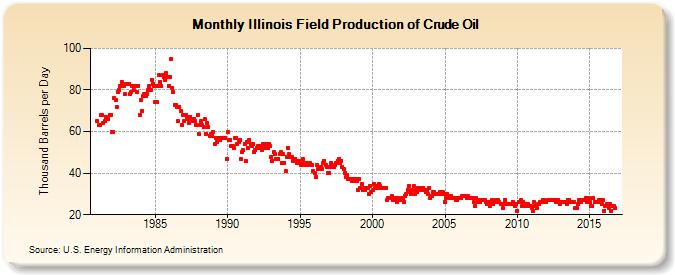 Monthly Illinois Field Production of Crude Oil
Thousand Barrels per Day
100
80
60
40
20
1985 1990 1995 2000 2005 2010 2015
Source: U.S. Energy Information Administration